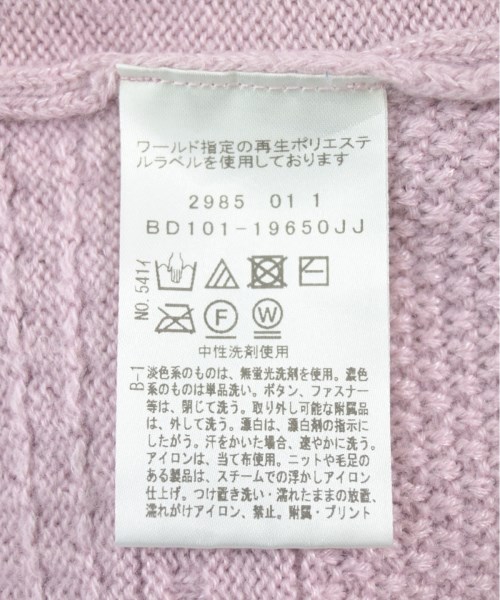 ワールド指定の再生ポリエステ
ルラベルを使用しております
2985 01 1
BD101-19650JJ
NO.541イ
F W
中性洗剤使用
B-1
淡色系のものは、無蛍光洗剤を使用。濃色
系のものは単品洗い。ボタン、ファスナー
等は、閉じて洗う。取り外し可能な附属品
は、外して洗う。漂白は、漂白剤の指示に
したがう。汗をかいた場合、速やかに洗う。
アイロンは、当て布使用。ニットや毛足の
ある製品は、スチームでの浮かしアイロン
仕上げ。つけ置き洗い・濡れたままの放置、
濡れがけアイロン、禁止。附属・プリント